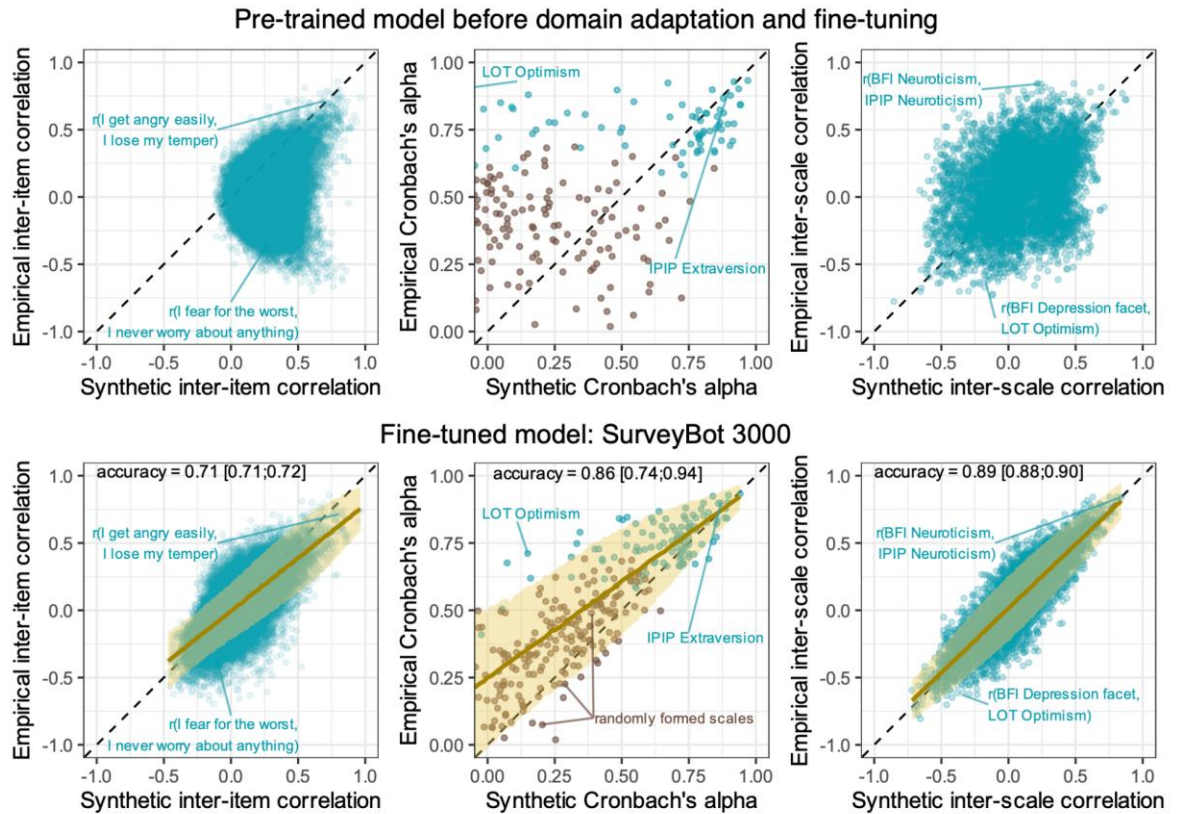 Pre-trained model before domain adaptation and fine-tuning
Empirical inter-item correlation
1.0
0.5
0.0
-0.5
-1.0
r(I get angry easily,
I lose my temper)
r(I fear for the worst,
I never worry about anything)
-1.0 -0.5 0.0 0.5 1.0
Synthetic inter-item correlation
Empirical Cronbach's alpha
1.00
0.75
0.50
0.25
0.00
LOT Optimism
IPIP Extraversion
0.00 0.25 0.50 0.75 1.00
Synthetic Cronbach's alpha
Empirical inter-scale correlation
1.0
0.5
0.0
-0.5
-1.0
r(BFI Neuroticism,
IPIP Neuroticism)
r(BFI Depression facet,
LOT Optimism)
-1.0 -0.5 0.0 0.5 1.0
Synthetic inter-scale correlation
Fine-tuned model: SurveyBot 3000
Empirical inter-item correlation
1.0
0.5
0.0
-0.5
-1.0
accuracy = 0.71 [0.71;0.72]
r(I get angry easily,
I lose my temper)
r(I fear for the worst,
I never worry about anything)
-1.0 -0.5 0.0 0.5 1.0
Synthetic inter-item correlation
Empirical Cronbach's alpha
1.00
0.75
0.50
0.25
0.00
accuracy = 0.86 [0.74;0.94]
LOT Optimism
IPIP Extraversion
randomly formed scales
0.00 0.25 0.50 0.75 1.00
Synthetic Cronbach's alpha
Empirical inter-scale correlation
1.0
0.5
0.0
-0.5
-1.0
accuracy = 0.89 [0.88;0.90]
r(BFI Neuroticism,
IPIP Neuroticism)
r(BFI Depression facet,
LOT Optimism)
-1.0 -0.5 0.0 0.5 1.0
Synthetic inter-scale correlation